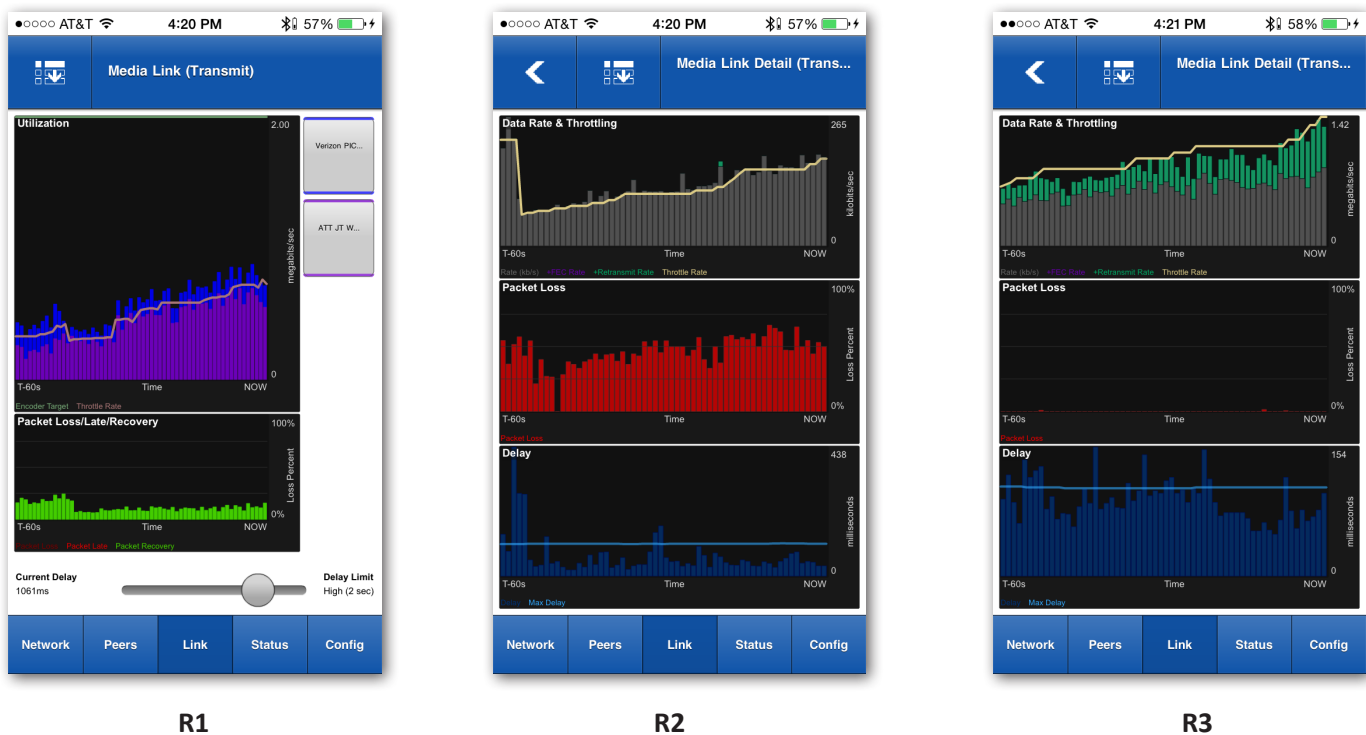 AT&T 4:20 PM 57%
Media Link (Transmit)
Utilization
2.00
Verizon PIC...
ATT JT W...
megabits/sec
0
T-60s Time NOW
Encoder Target Throttle Rate
Packet Loss/Late/Recovery
100%
Loss Percent
0%
T-60s Time NOW
Packet Late Packet Recovery
Current Delay
1061ms
Delay Limit
High (2 sec)
Network Peers Link Status Config
R1
AT&T 4:20 PM 57%
Media Link Detail (Trans...
Data Rate & Throttling
265
kilobits/sec
0
T-60s Time NOW
Rate (kb/s) +FEC Rate +Retransmit Rate Throttle Rate
Packet Loss
100%
Loss Percent
0%
T-60s Time NOW
Packet Loss
Delay
438
milliseconds
0
T-60s Time NOW
Delay Max Delay
Network Peers Link Status Config
R2
AT&T 4:21 PM 58%
Media Link Detail (Trans...
Data Rate & Throttling
1.42
megabits/sec
0
T-60s Time NOW
Rate (kb/s) +FEC Rate +Retransmit Rate Throttle Rate
Packet Loss
100%
Loss Percent
0%
T-60s Time NOW
Packet Loss
Delay
154
milliseconds
0
T-60s Time NOW
Delay Max Delay
Network Peers Link Status Config
R3